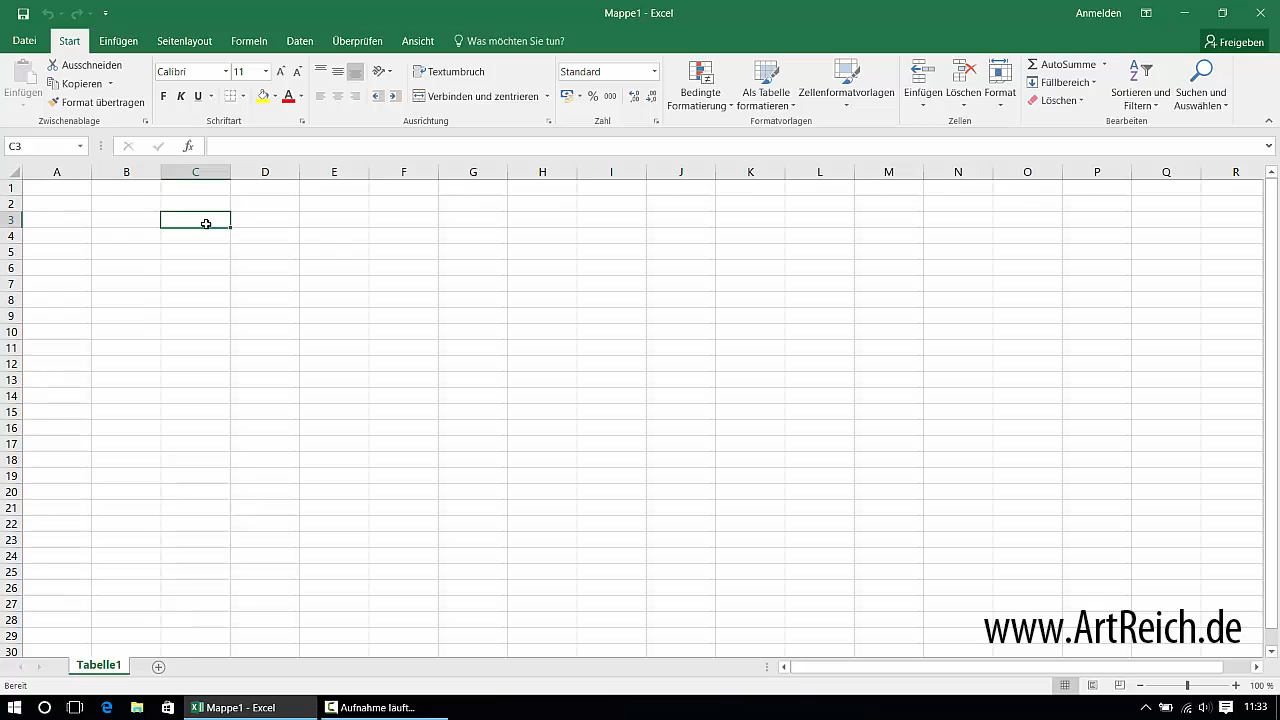 Mappe1 - Excel
Anmelden
Datei Start Einfügen Seitenlayout Formeln Daten Überprüfen Ansicht Was möchten Sie tun? Freigeben
Einfügen
Ausschneiden
Kopieren
Format übertragen
Zwischenablage
Calibri 11
F K U
Schriftart
Textumbruch
Verbinden und zentrieren
Ausrichtung
Standard
% 000
Zahl
Bedingte Formatierung
Als Tabelle formatieren
Zellenformatvorlagen
Formatvorlagen
Einfügen Löschen Format
Zellen
AutoSumme
Füllbereich
Löschen
Sortieren und Filtern
Suchen und Auswählen
Bearbeiten
C3 fx
A B C D E F G H I J K L M N O P Q R
1
2
3
4
5
6
7
8
9
10
11
12
13
14
15
16
17
18
19
20
21
22
23
24
25
26
27
28
29
30
www.ArtReich.de
Tabelle1
Bereit
100 %
Mappe1 - Excel
Aufnahme läuft...
11:33